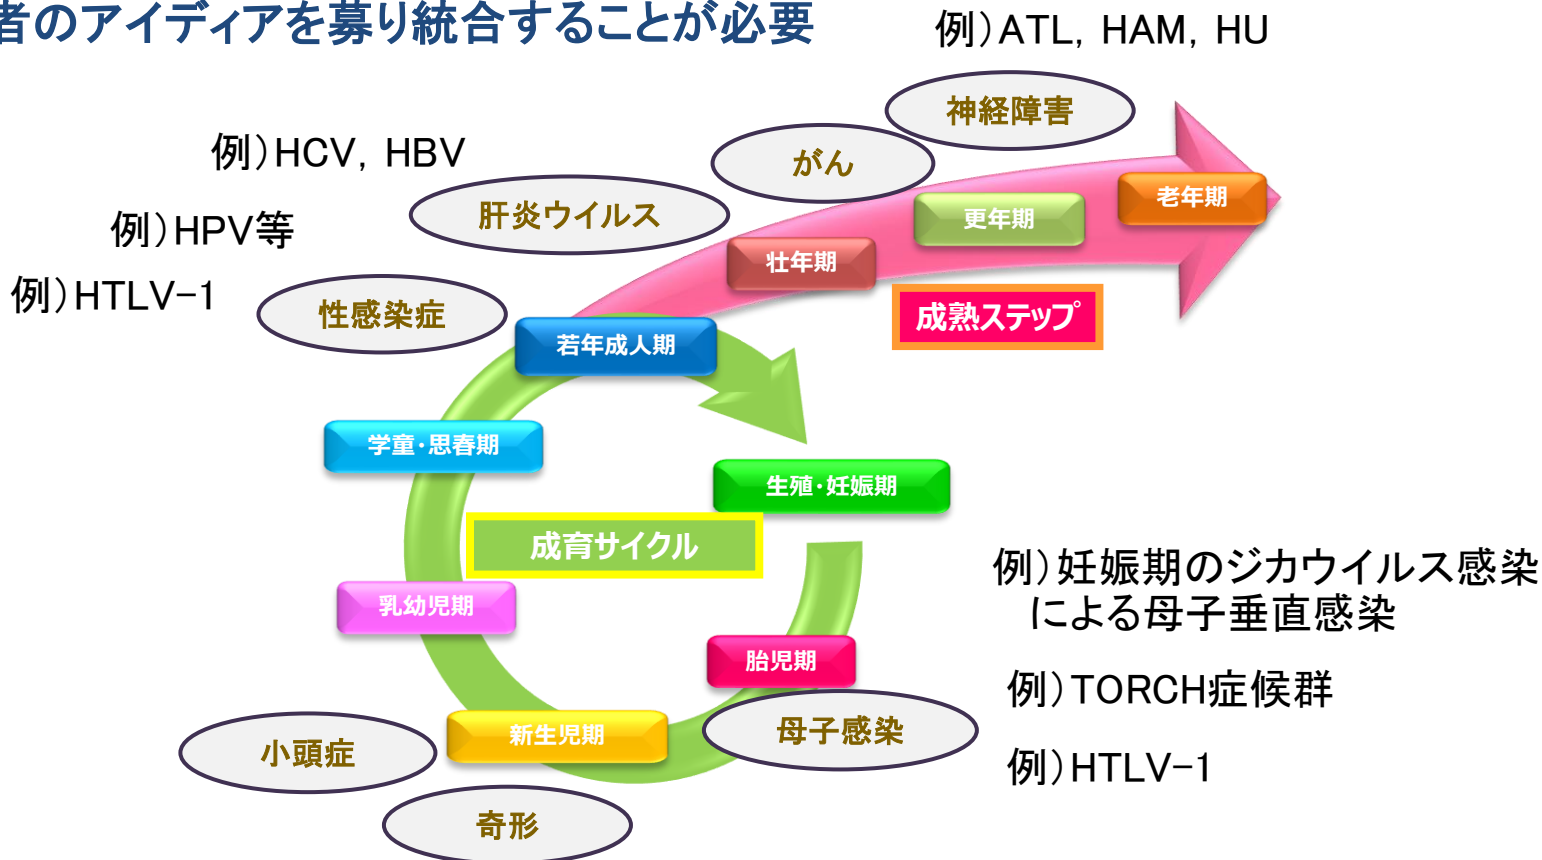 者のアイディアを募り統合することが必要
例)ATL, HAM, HU
神経障害
例)HCV, HBV
がん
肝炎ウイルス
老年期
例)HPV等
更年期
壮年期
例)HTLV-1
性感染症
成熟ステップ
若年成人期
学童・思春期
生殖・妊娠期
成育サイクル
例)妊娠期のジカウイルス感染
による母子垂直感染
乳幼児期
胎児期
例)TORCH症候群
母子感染
新生児期
小頭症
例)HTLV-1
奇形